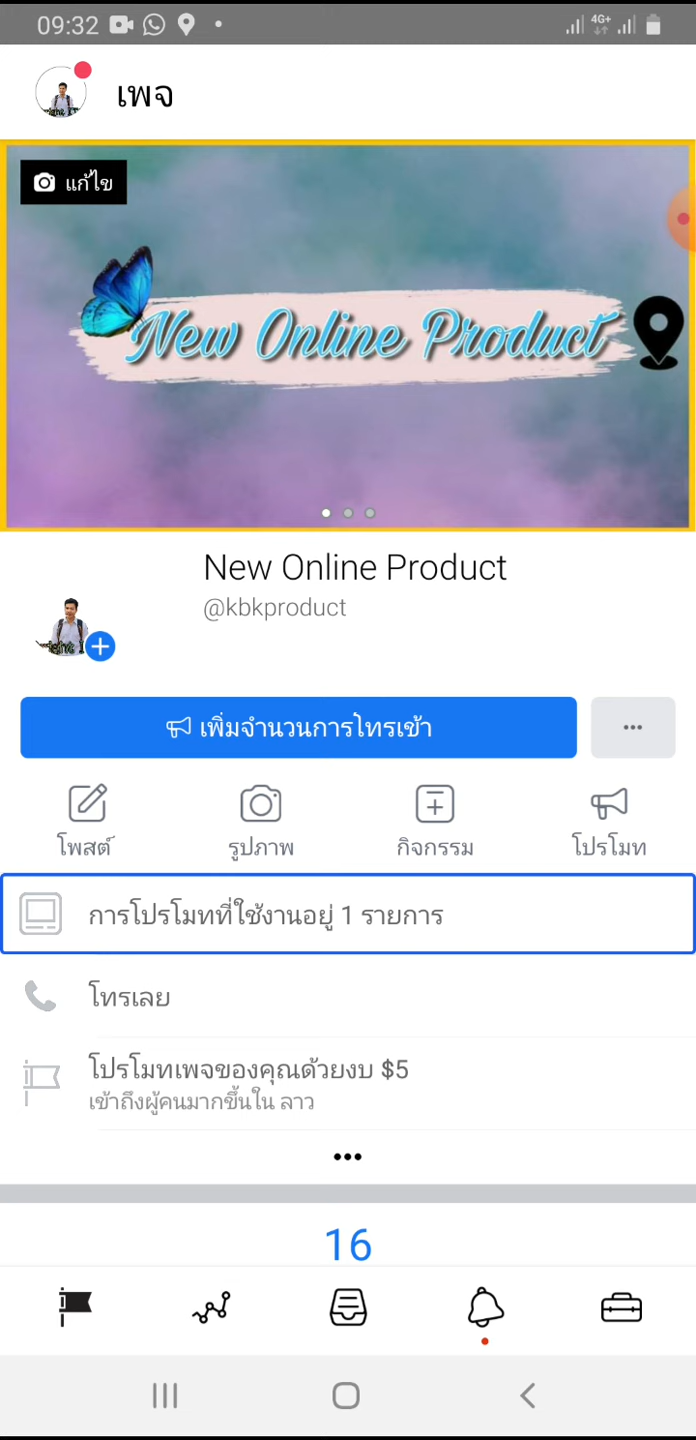 09:32
4G+
เพจ
แก้ไข
New Online Product
New Online Product
@kbkproduct
เพิ่มจำนวนการโทรเข้า
โพสต์
รูปภาพ
กิจกรรม
โปรโมท
การโปรโมทที่ใช้งานอยู่ 1 รายการ
โทรเลย
โปรโมทเพจของคุณด้วยงบ $5
เข้าถึงผู้คนมากขึ้นใน ลาว
16